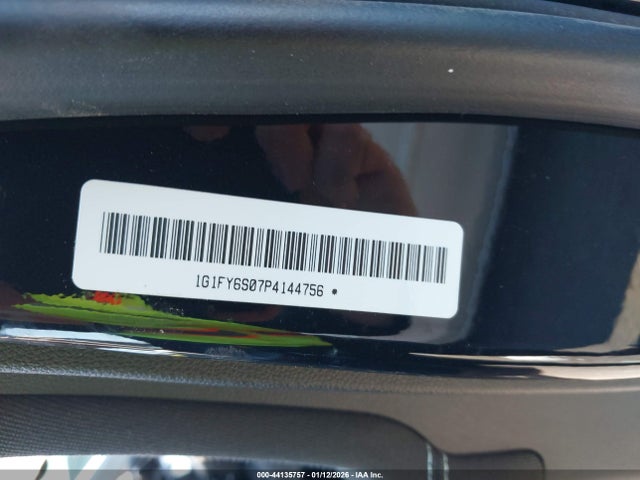 1G1FY6S07P4144756 •
000-44135757 - 01/12/2026 - IAA Inc.